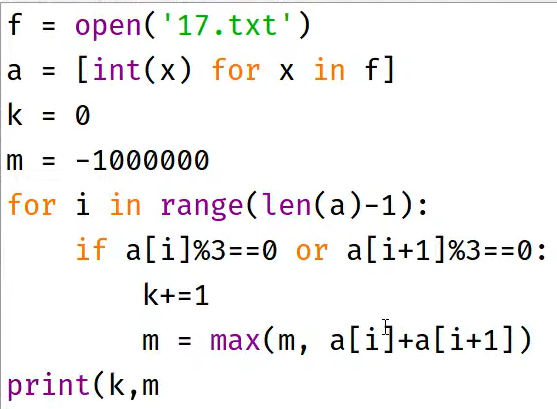 f = open('17.txt')
a = [int(x) for x in f]
k = 0
m = -1000000
for i in range(len(a)-1):
    if a[i]%3==0 or a[i+1]%3==0:
        k+=1
        m = max(m, a[i]+a[i+1])
print(k,m